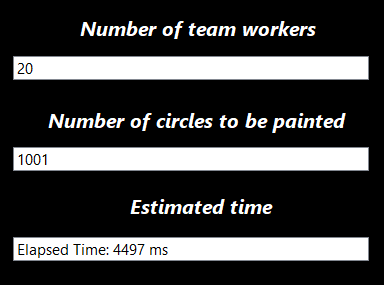 Number of team workers
20
Number of circles to be painted
1001
Estimated time
Elapsed Time: 4497 ms